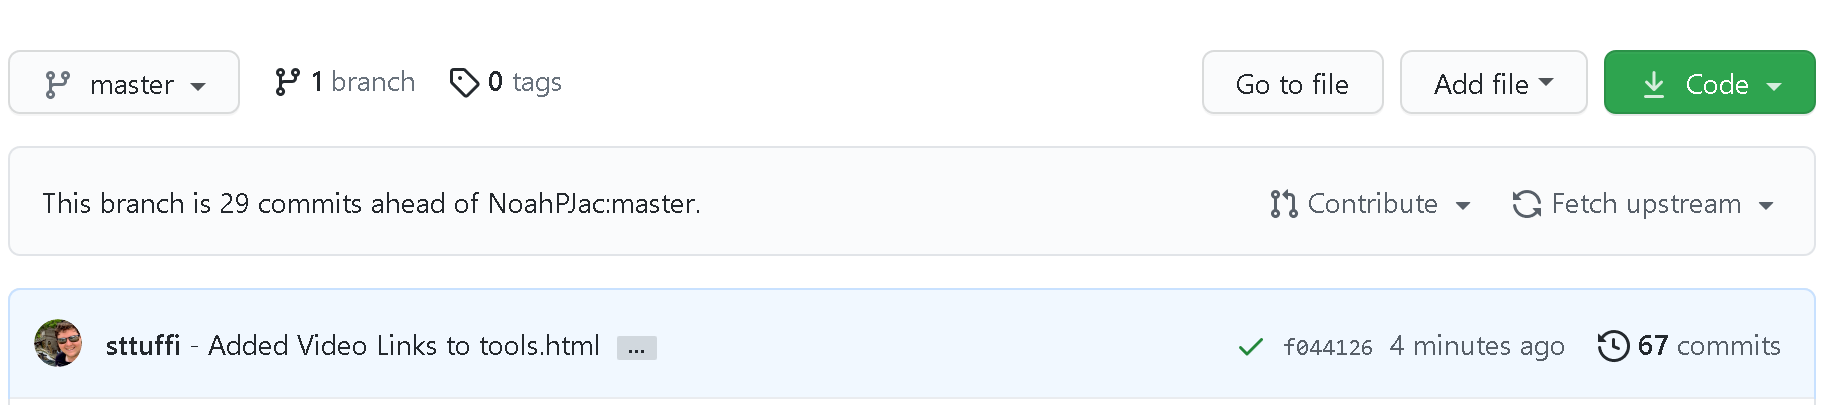 master 1 branch 0 tags Go to file Add file Code
This branch is 29 commits ahead of NoahPJac:master. Contribute Fetch upstream
sttuffi - Added Video Links to tools.html ... f044126 4 minutes ago 67 commits